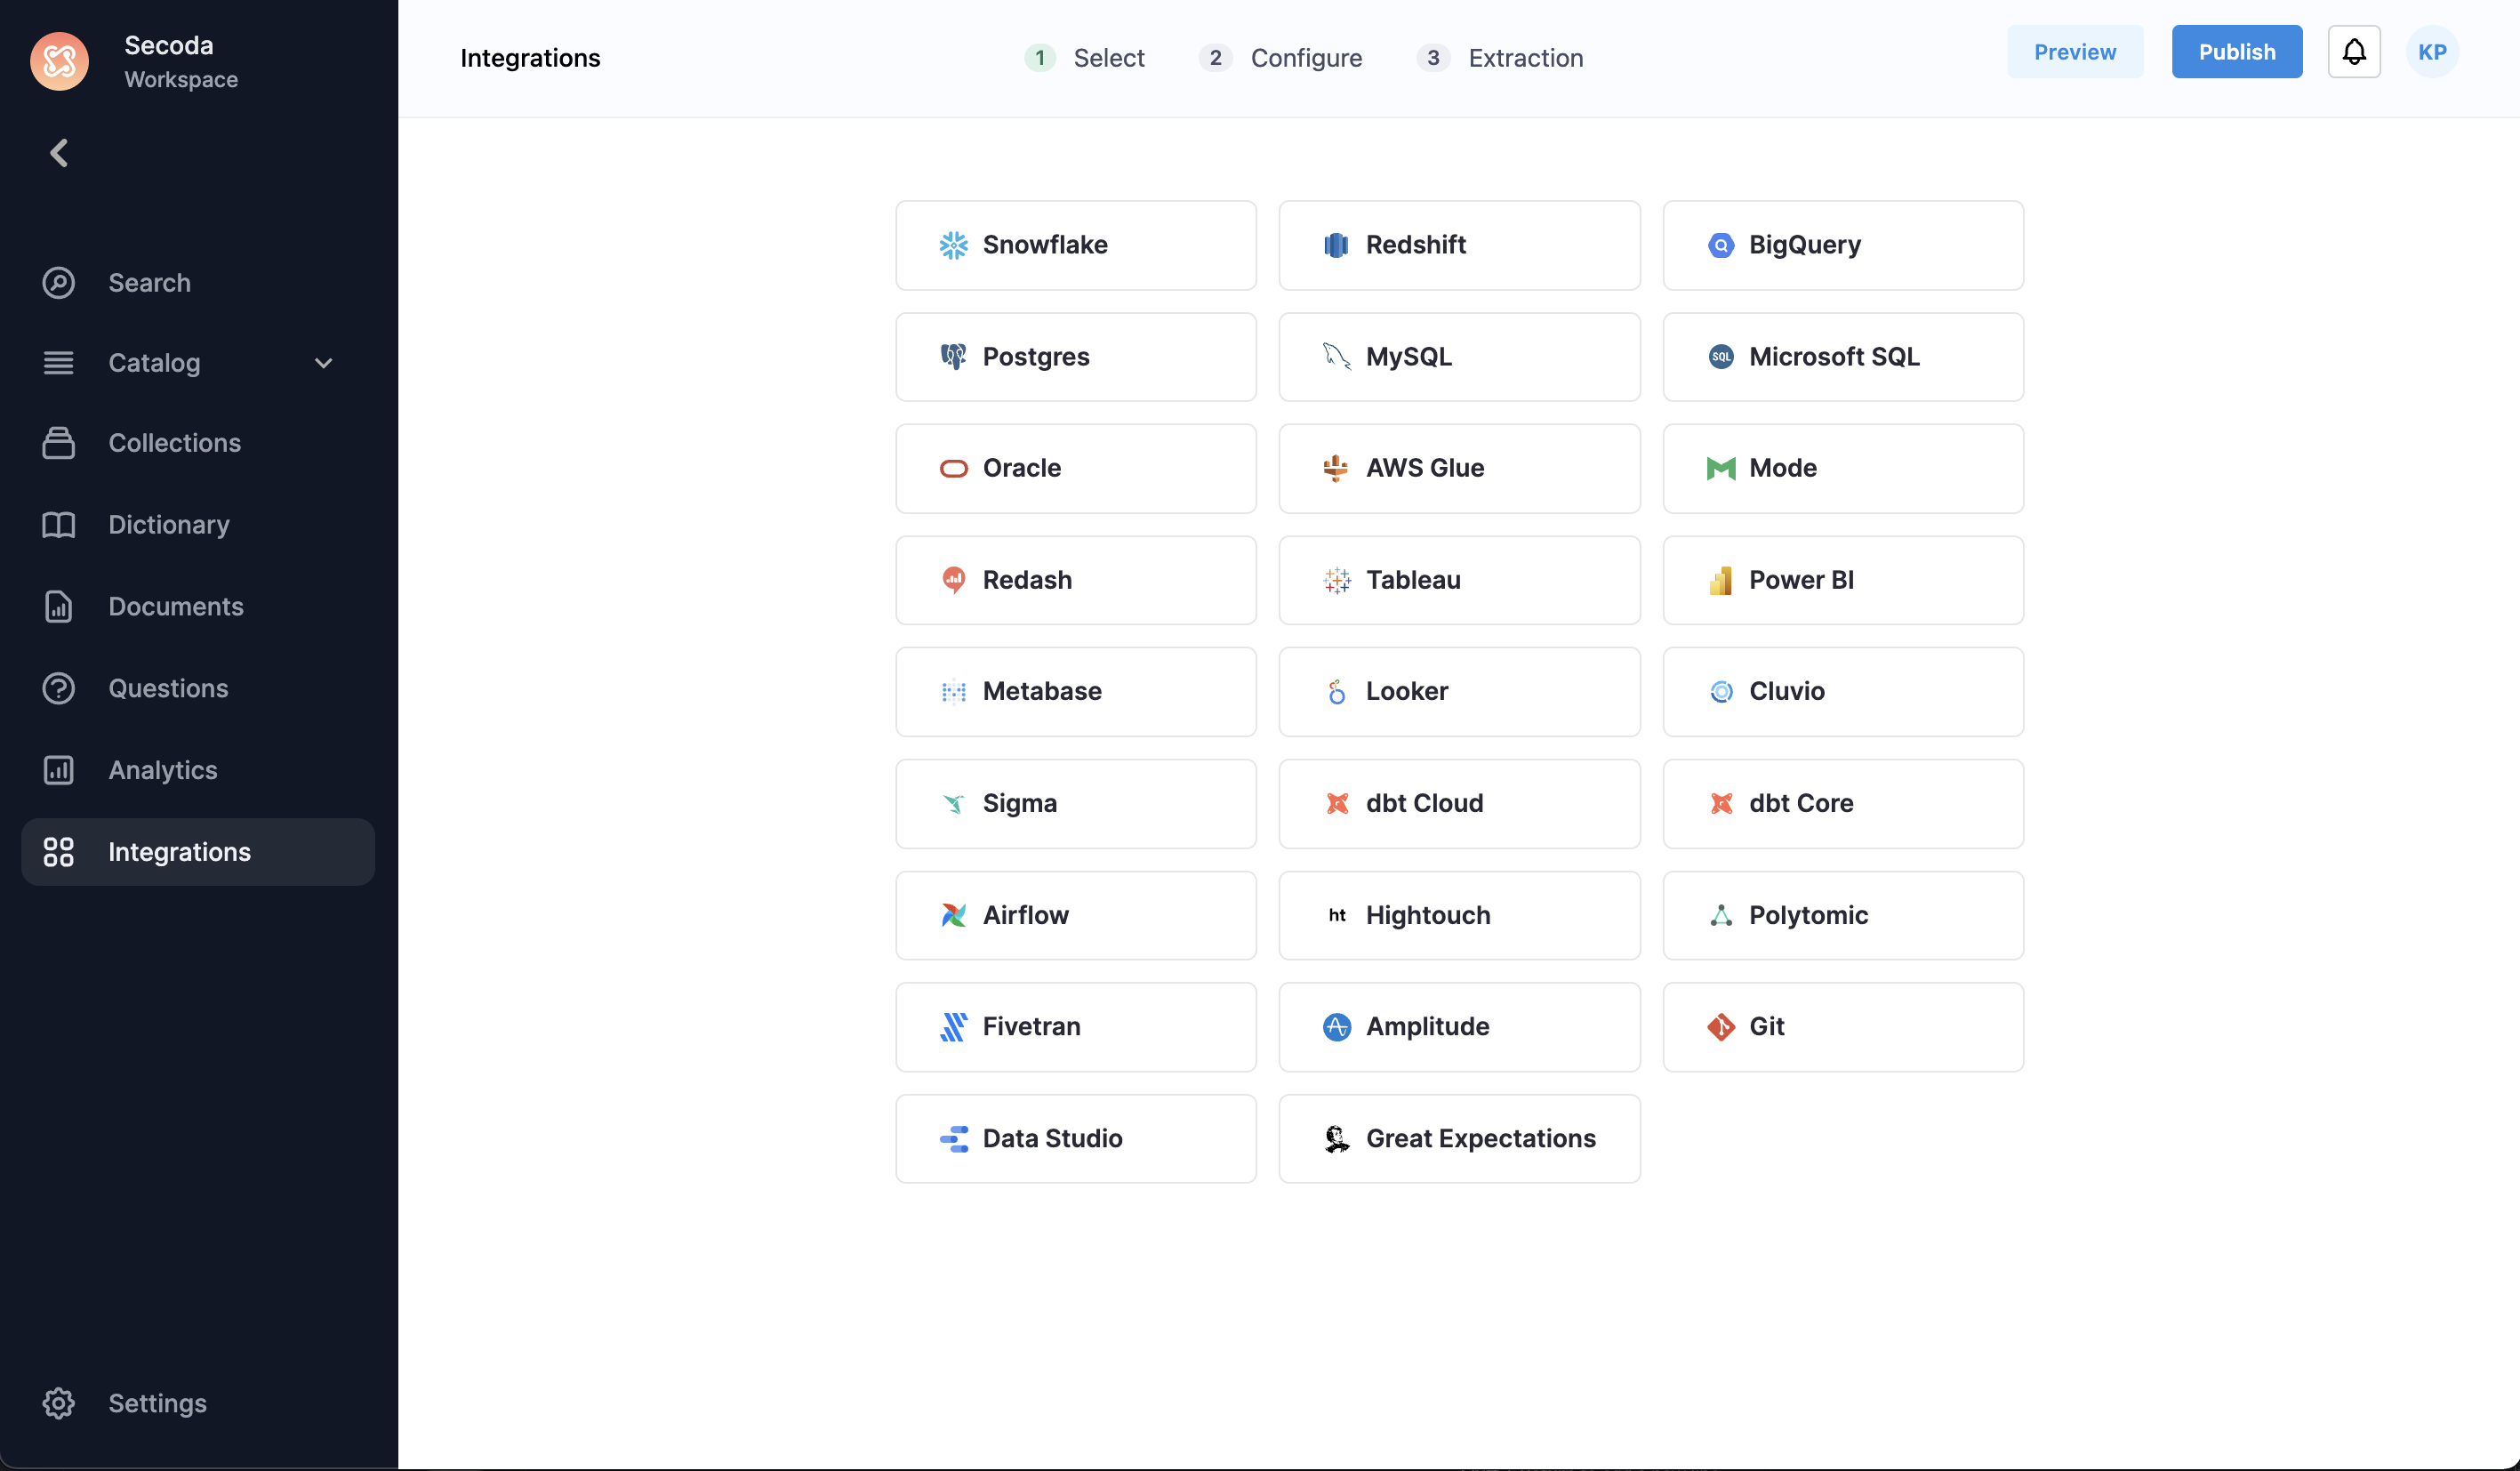 Secoda
Workspace
Search
Catalog
Collections
Dictionary
Documents
Questions
Analytics
Integrations
Settings
Integrations
1 Select 2 Configure 3 Extraction
Preview Publish KP
Snowflake Redshift BigQuery
Postgres MySQL SQL Microsoft SQL
Oracle AWS Glue Mode
Redash Tableau Power BI
Metabase Looker Cluvio
Sigma dbt Cloud dbt Core
Airflow ht Hightouch Polytomic
Fivetran Amplitude Git
Data Studio Great Expectations